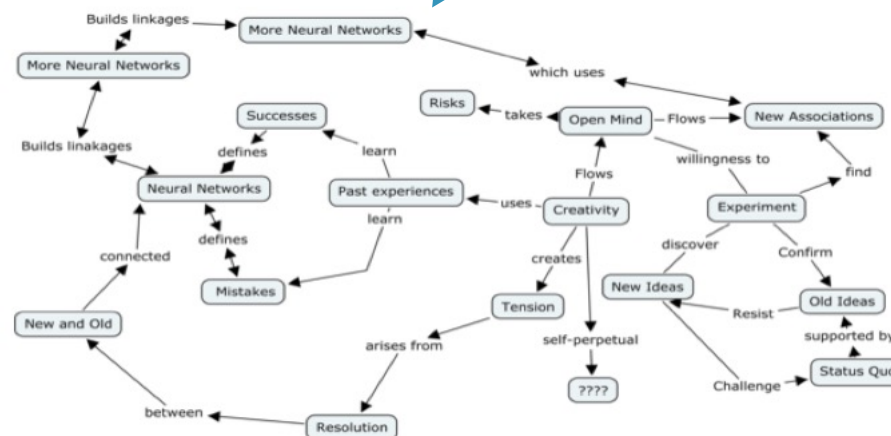 Builds linkages
More Neural Networks
More Neural Networks
which uses
Risks
takes
Open Mind
Flows
New Associations
Successes
Builds linakages
defines
learn
willingness to
find
Flows
Neural Networks
Past experiences
uses
Creativity
Experiment
learn
defines
connected
creates
discover
Confirm
Mistakes
New Ideas
Old Ideas
Tension
Resist
New and Old
arises from
self-perpetual
supported by
Status Quo
Challenge
????
between
Resolution